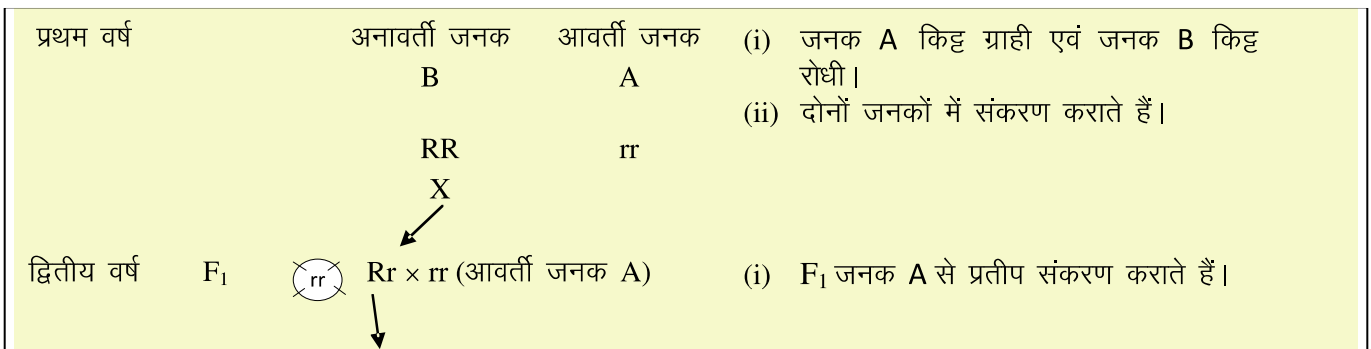 प्रथम वर्ष अनावर्ती जनक आवर्ती जनक (i) जनक A किट्ट ग्राही एवं जनक B किट्ट
B A रोधी।
(ii) दोनों जनकों में संकरण कराते हैं।
RR rr
X
द्वितीय वर्ष F₁ rr Rr × rr (आवर्ती जनक A) (i) F₁ जनक A से प्रतीप संकरण कराते हैं।